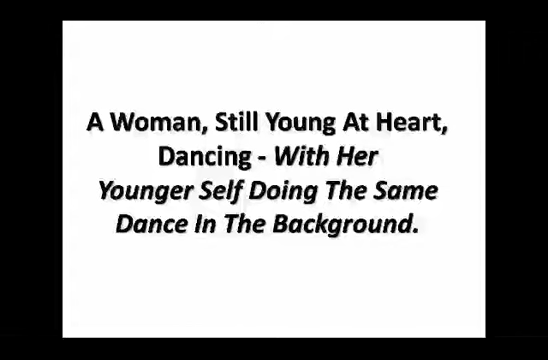 A Woman, Still Young At Heart,
Dancing - With Her
Younger Self Doing The Same
Dance In The Background.